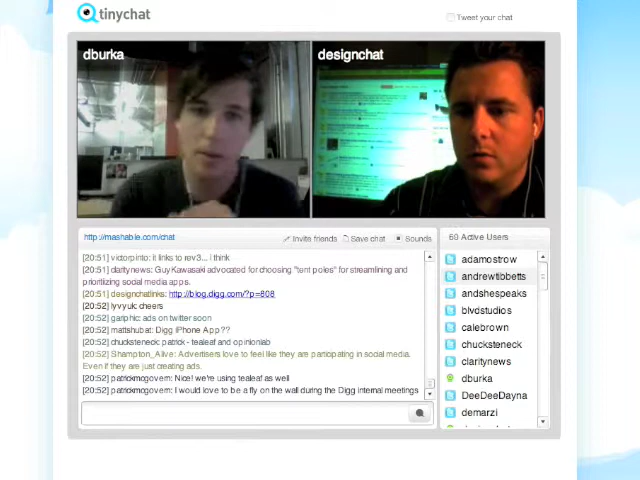 tinychat
Tweet your chat
dburka
designchat
http://mashable.com/chat
Invite friends
Save chat
Sounds
60 Active Users
[20:51] victorpinto: it links to rev3... i think
[20:51] claritynews: GuyKawasaki advocated for choosing "tent poles" for streamlining and
prioritizing social media apps.
[20:51] designchatlinks: http://blog.digg.com/?p=808
[20:52] lyvyuk: cheers
[20:52] gariphic: ads on twitter soon
[20:52] mattshubat: Digg iPhone App ??
[20:52] chucksteneck: patrick - tealeaf and opinionlab
[20:52] Shampton_Alive: Advertisers love to feel like they are participating in social media.
Even if they are just creating ads.
[20:52] patrickmcgovern: Nice! we're using tealeaf as well
[20:52] patrickmcgovern: I would love to be a fly on the wall during the Digg internal meetings
adamostrow
andrewtibbetts
andshespeaks
blvdstudios
calebrown
chucksteneck
claritynews
dburka
DeeDeeDayna
demarzi